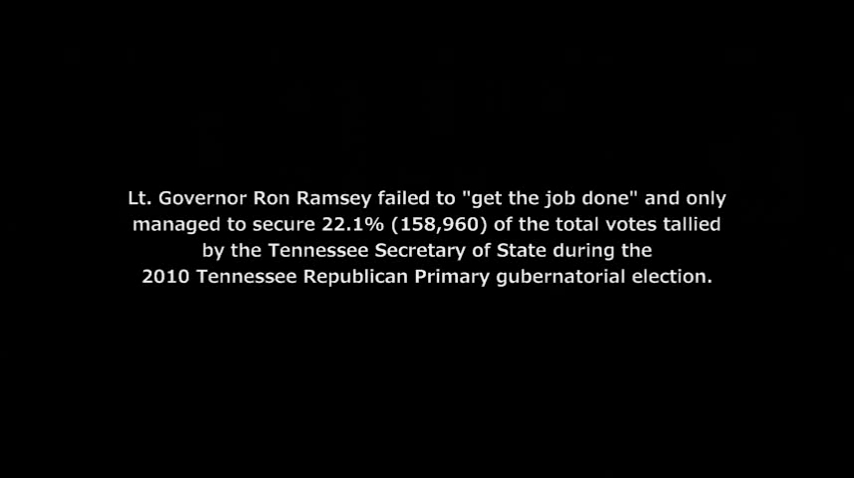 Lt. Governor Ron Ramsey failed to "get the job done" and only
managed to secure 22.1% (158,960) of the total votes tallied
by the Tennessee Secretary of State during the
2010 Tennessee Republican Primary gubernatorial election.